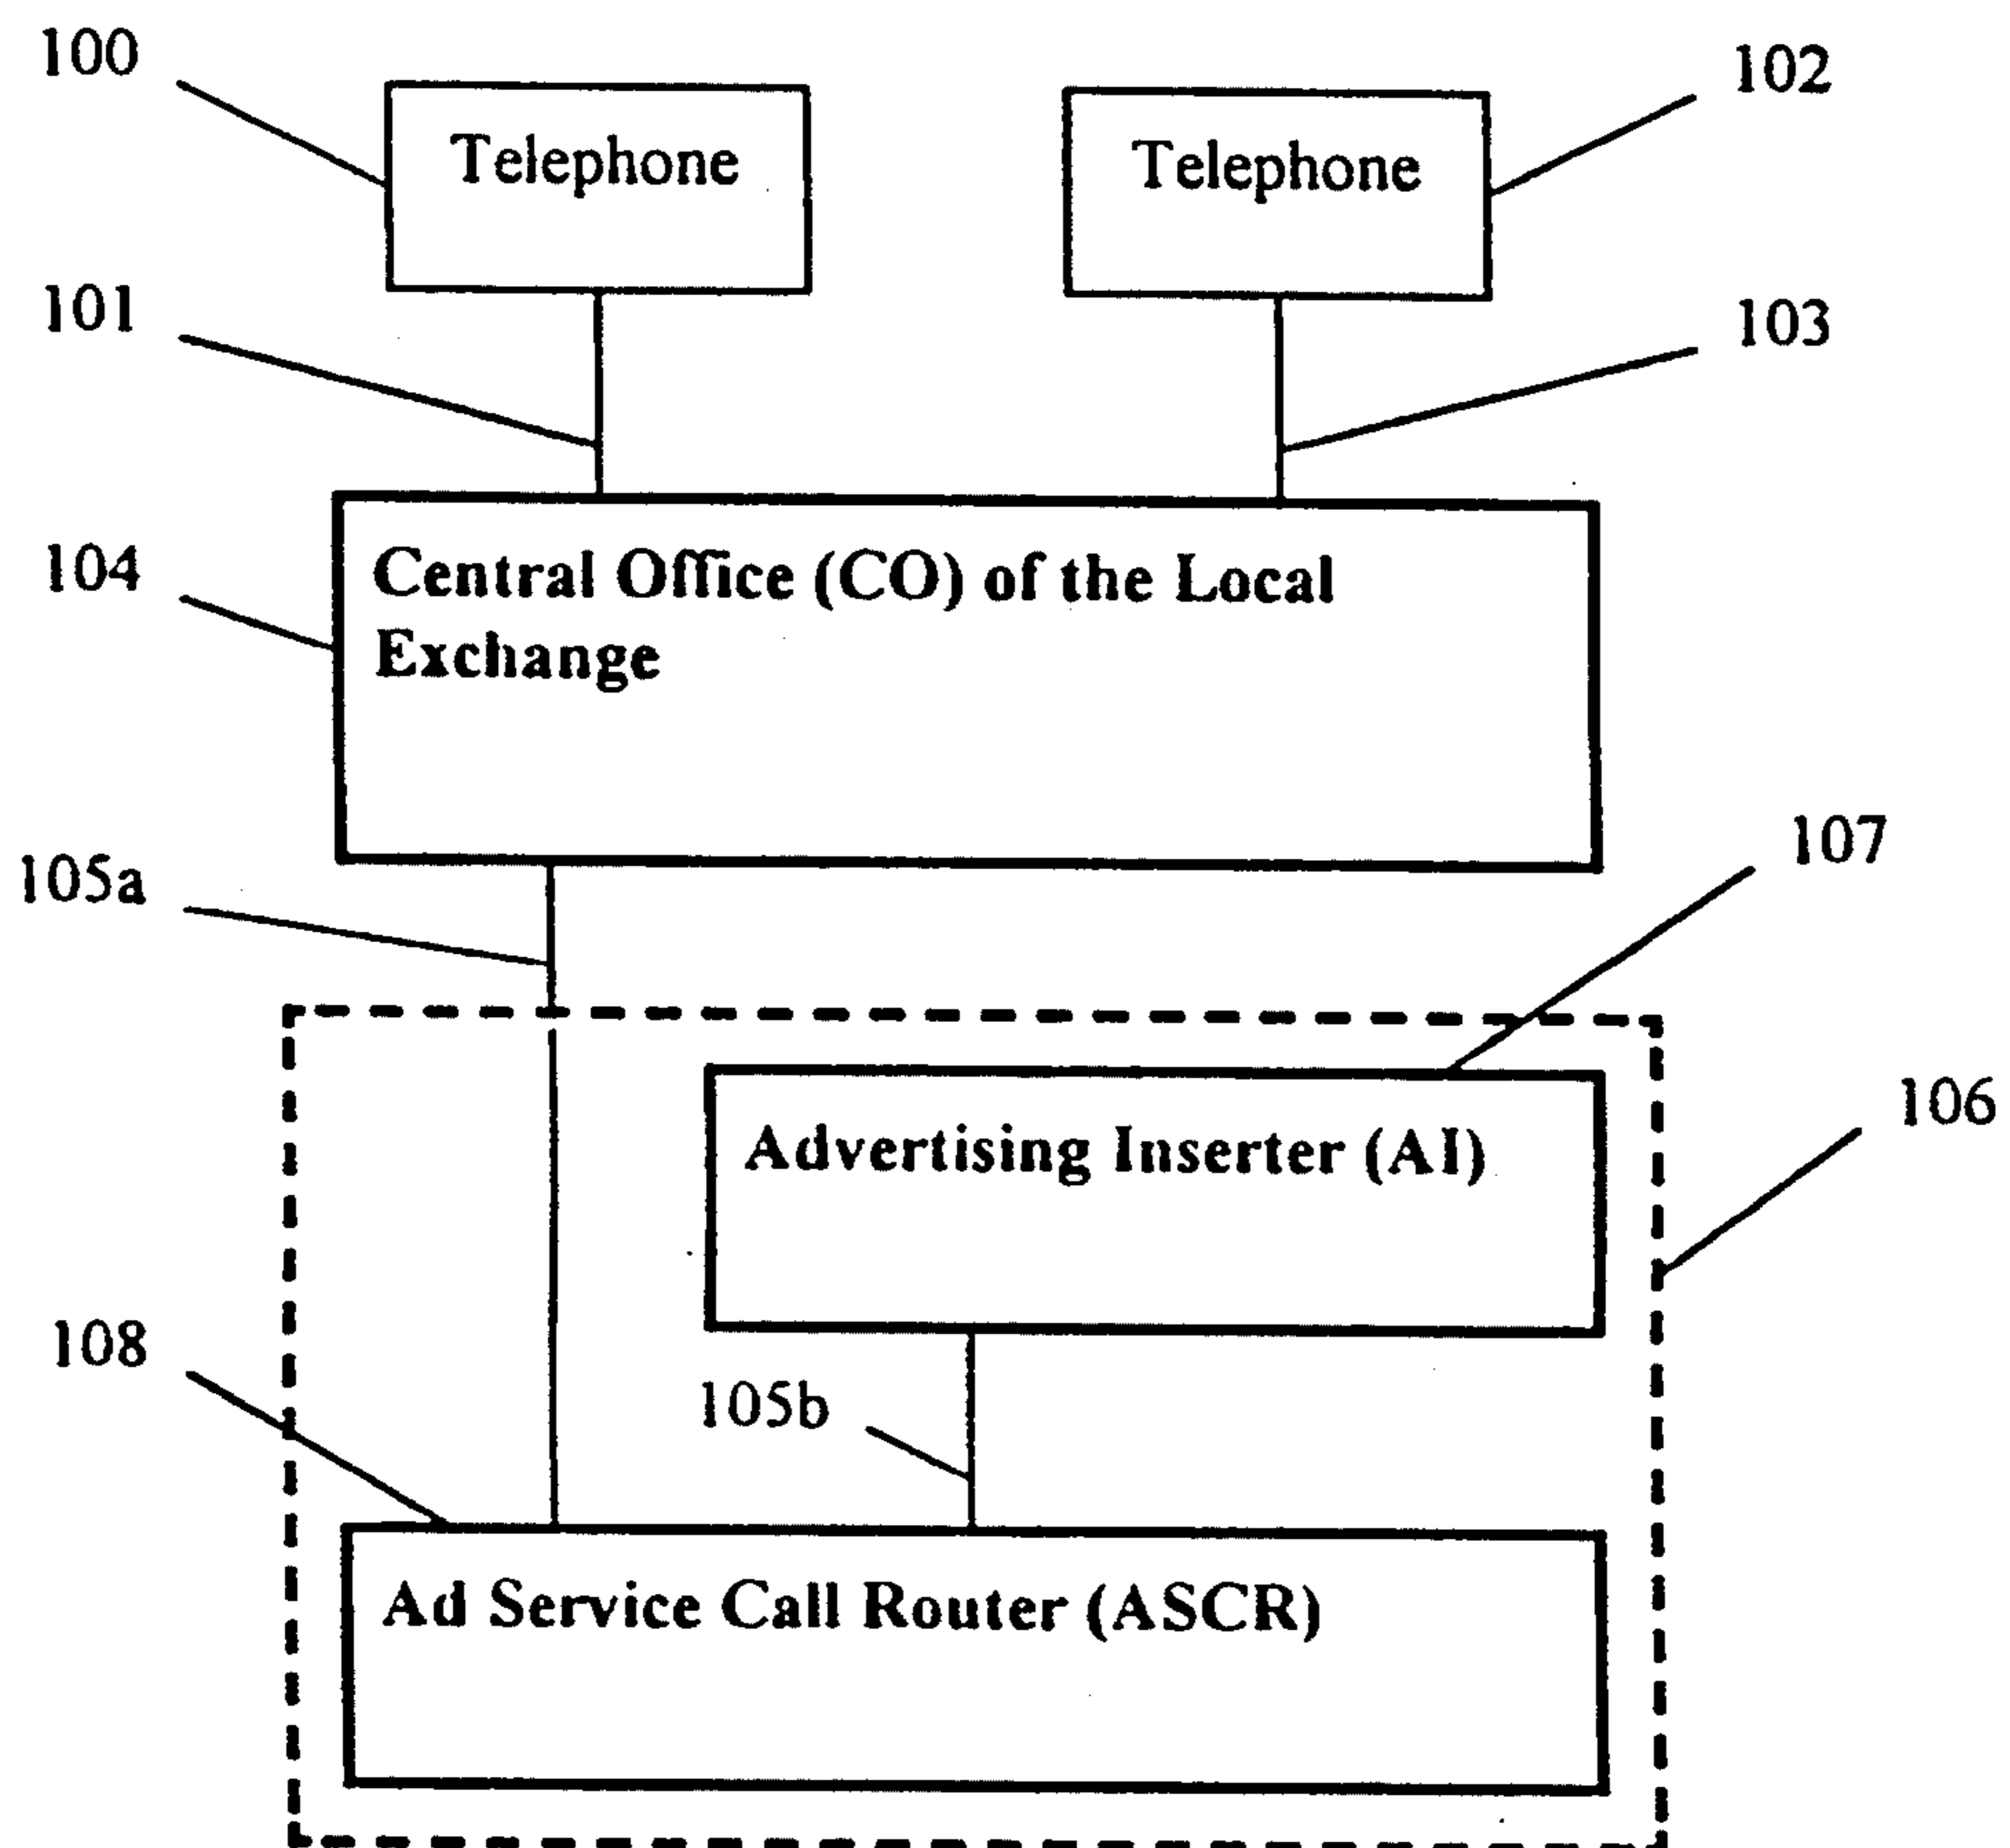 100
102
Telephone
Telephone
101
103
104
Central Office (CO) of the Local
Exchange
105a
107
106
Advertising Inserter (AI)
108
105b
Ad Service Call Router (ASCR)